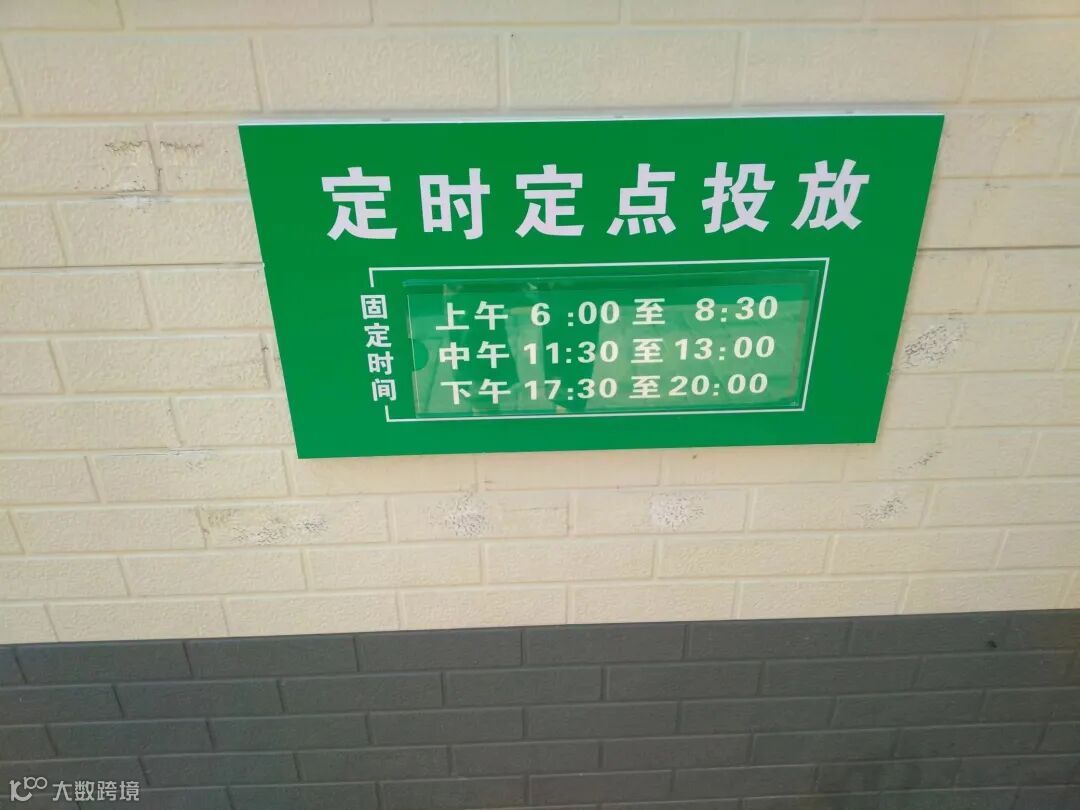 定时定点投放
固定时间
上午 6:00 至 8:30
中午 11:30 至 13:00
下午 17:30 至 20:00
大数跨境